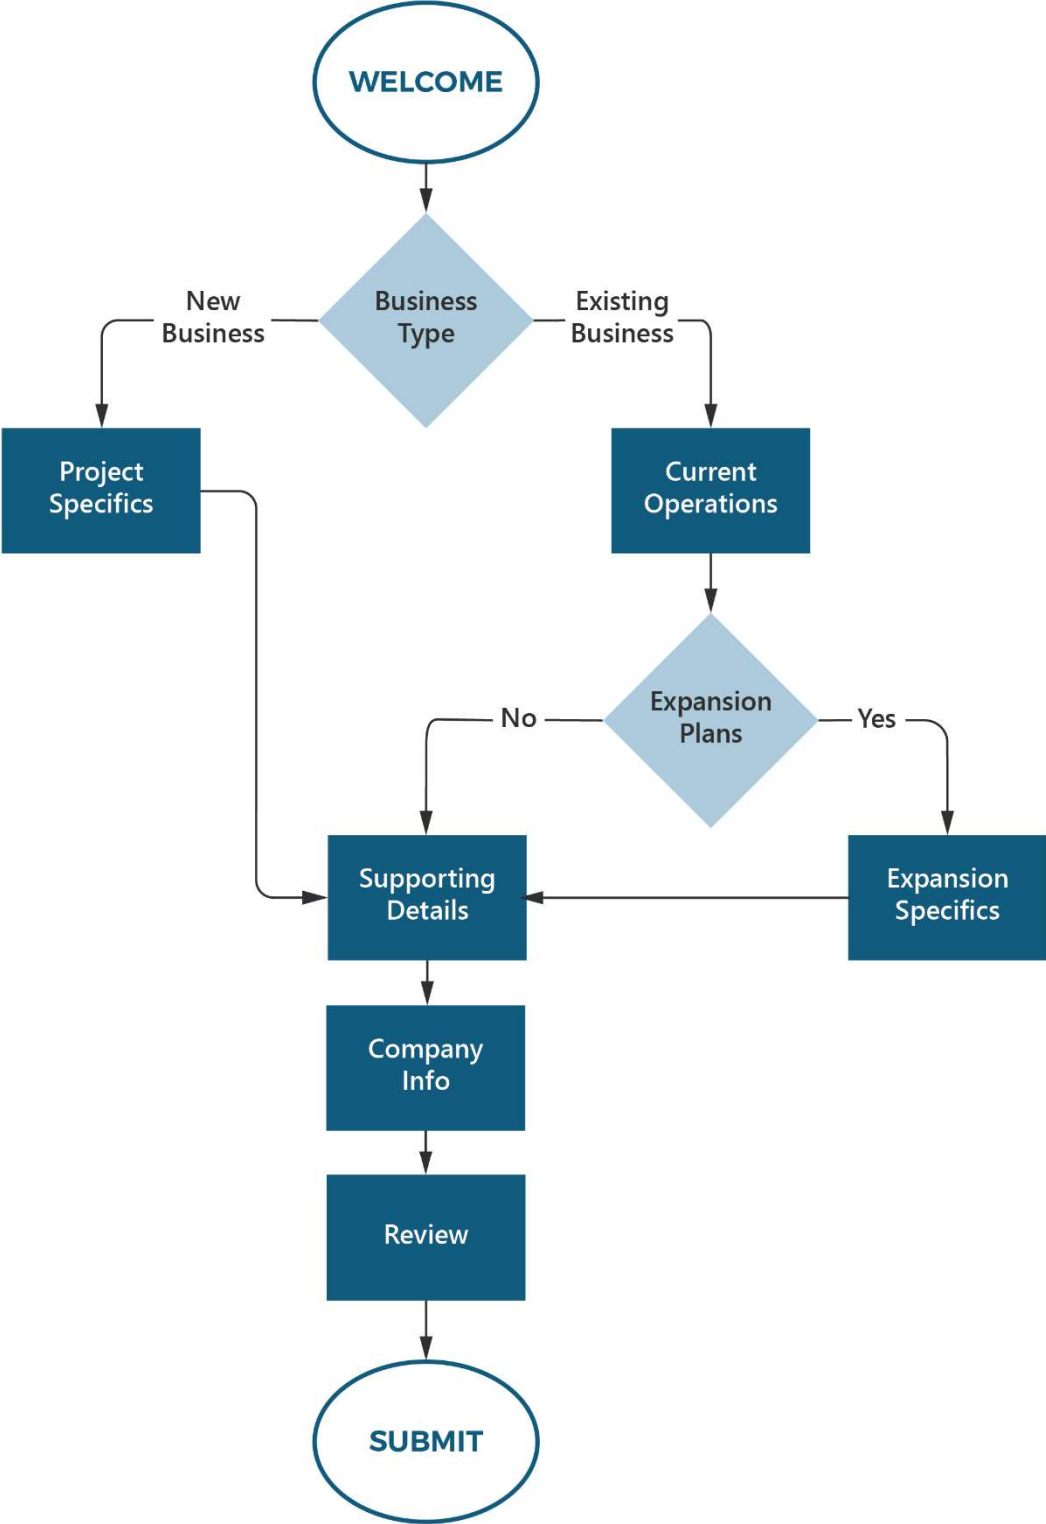 WELCOME
Business
Type
New
Business
Existing
Business
Project
Specifics
Current
Operations
Expansion
Plans
No
Yes
Supporting
Details
Expansion
Specifics
Company
Info
Review
SUBMIT